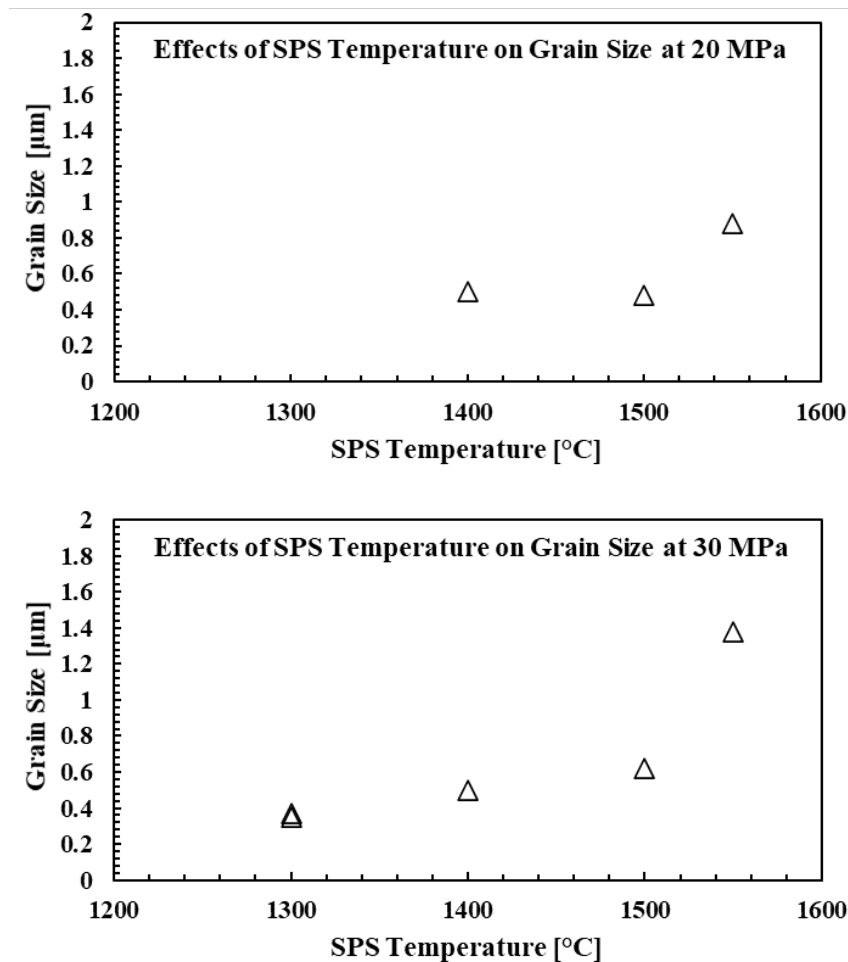 Effects of SPS Temperature on Grain Size at 20 MPa
Grain Size [µm]
2
1.8
1.6
1.4
1.2
1
0.8
0.6
0.4
0.2
0
1200 1300 1400 1500 1600
SPS Temperature [°C]
Effects of SPS Temperature on Grain Size at 30 MPa
Grain Size [µm]
2
1.8
1.6
1.4
1.2
1
0.8
0.6
0.4
0.2
0
1200 1300 1400 1500 1600
SPS Temperature [°C]